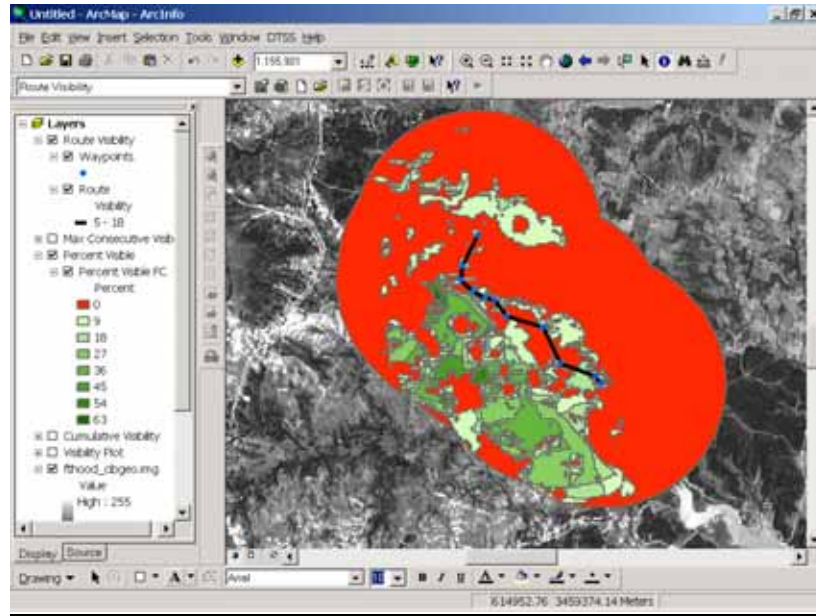 Untitled - ArcMap - ArcInfo
File Edit View Insert Selection Tools Window DTSS Help
1:155,901
Route Visibility
Layers
Route Visibility
Waypoints
Route
Visibility
5 - 18
Max Consecutive Visib
Percent Visible
Percent Visible FC
Percent
0
9
18
27
36
45
54
63
Cumulative Visibility
Visibility Plot
fthood_cbgeo.img
Value
High : 255
Display Source
Drawing A Arial 10 B I U A
614952.76 3459374.14 Meters